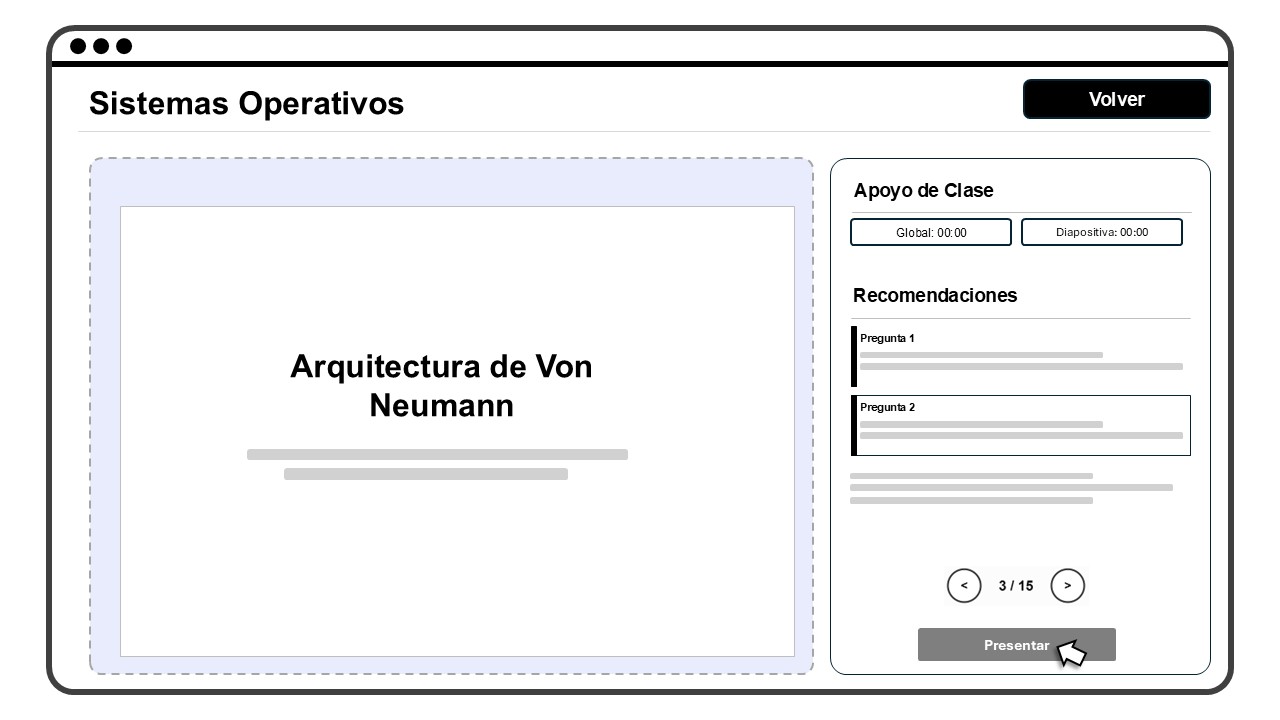 Sistemas Operativos
Volver
Arquitectura de Von
Neumann
Apoyo de Clase
Global: 00:00
Diapositiva: 00:00
Recomendaciones
Pregunta 1
Pregunta 2
<
3 / 15
>
Presentar